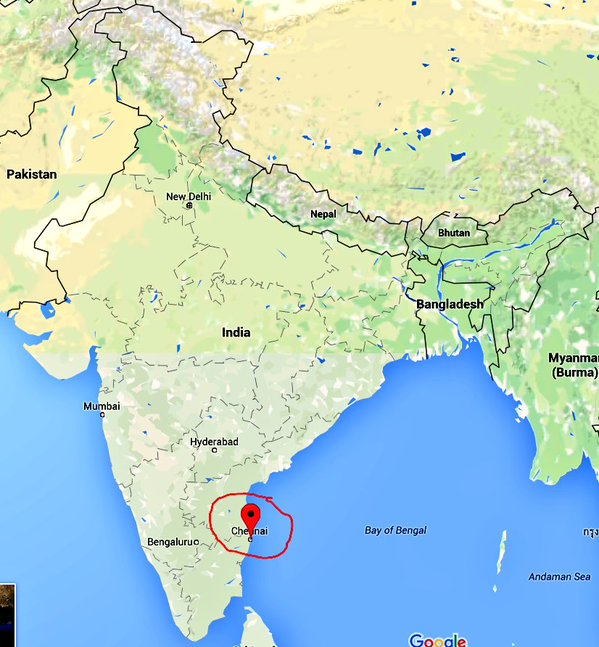 Pakistan
New Delhi
Nepal
Bhutan
Bangladesh
India
Myanmar
(Burma)
Mumbai
Hyderabad
Chennai
Bay of Bengal
Bengaluru
Andaman Sea
Google